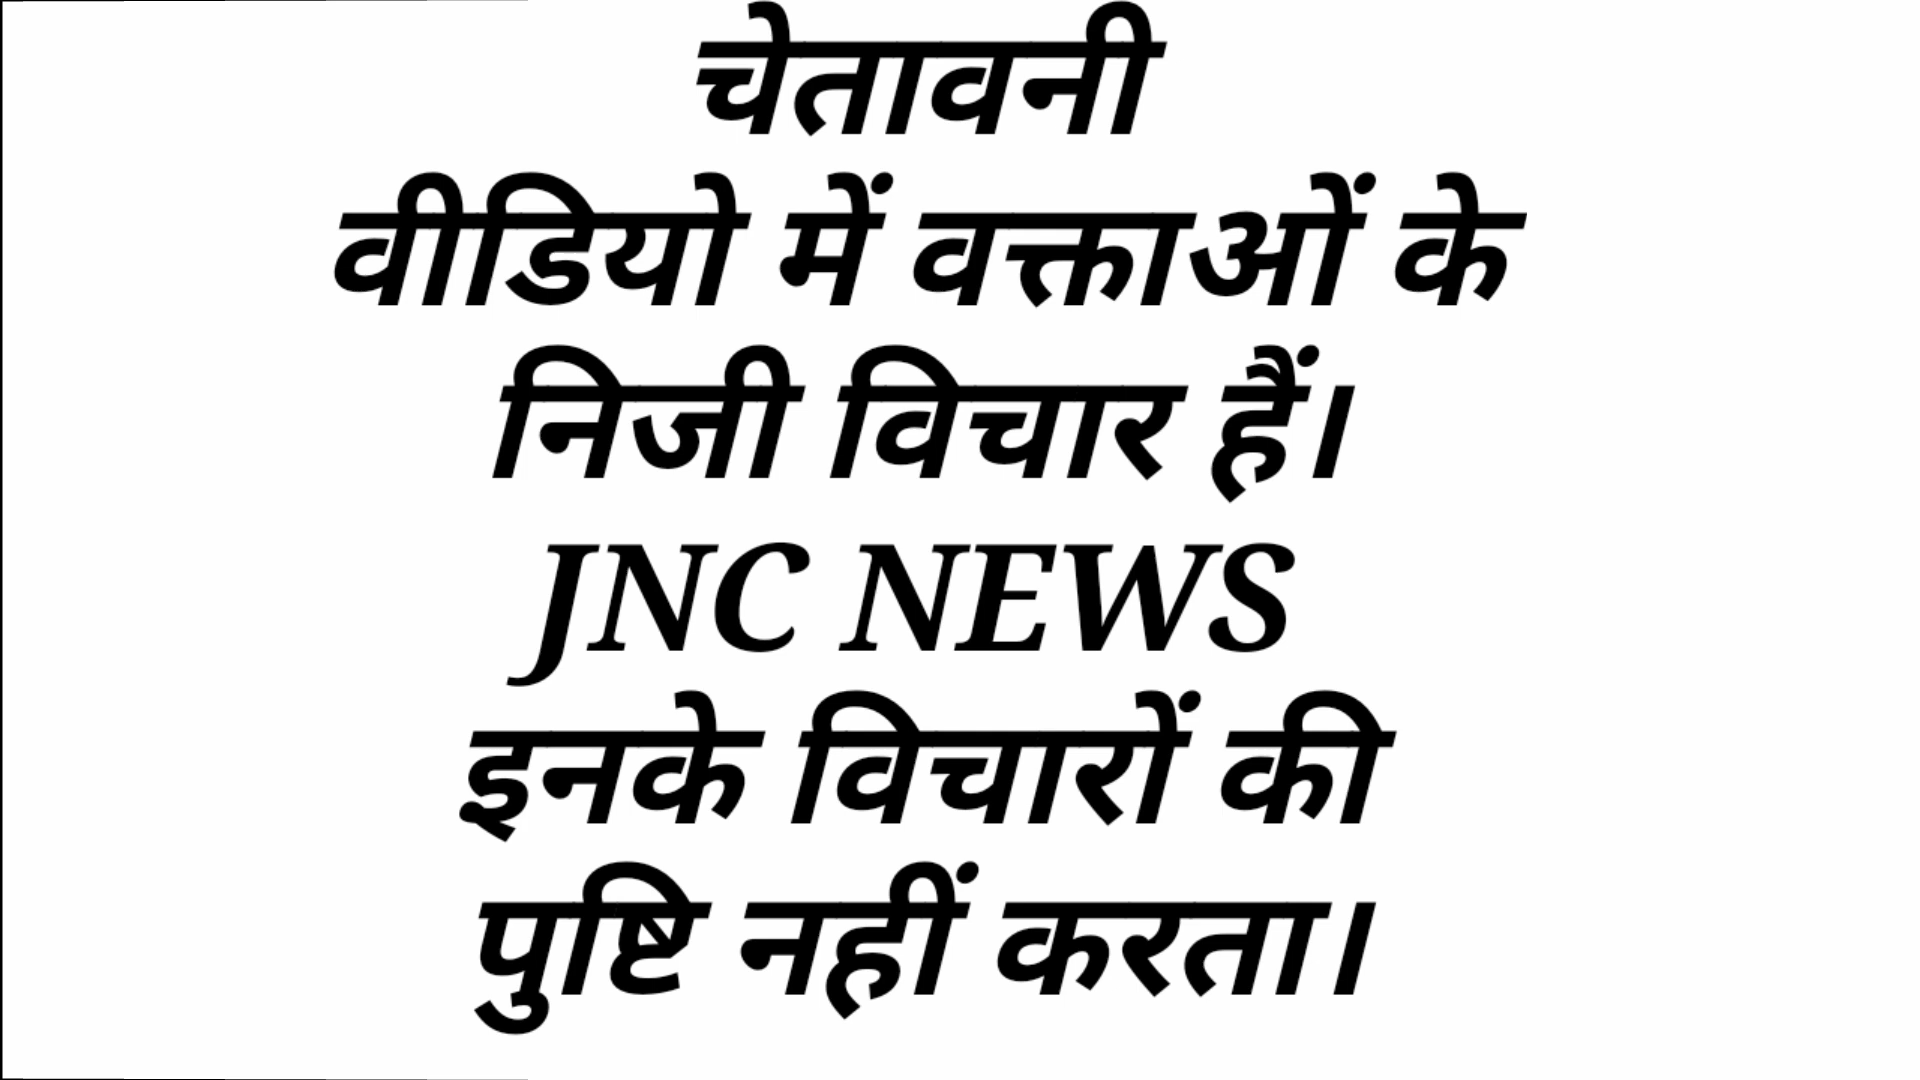 चेतावनी
वीडियो में वक्ताओं के
निजी विचार हैं।
JNC NEWS
इनके विचारों की
पुष्टि नहीं करता।